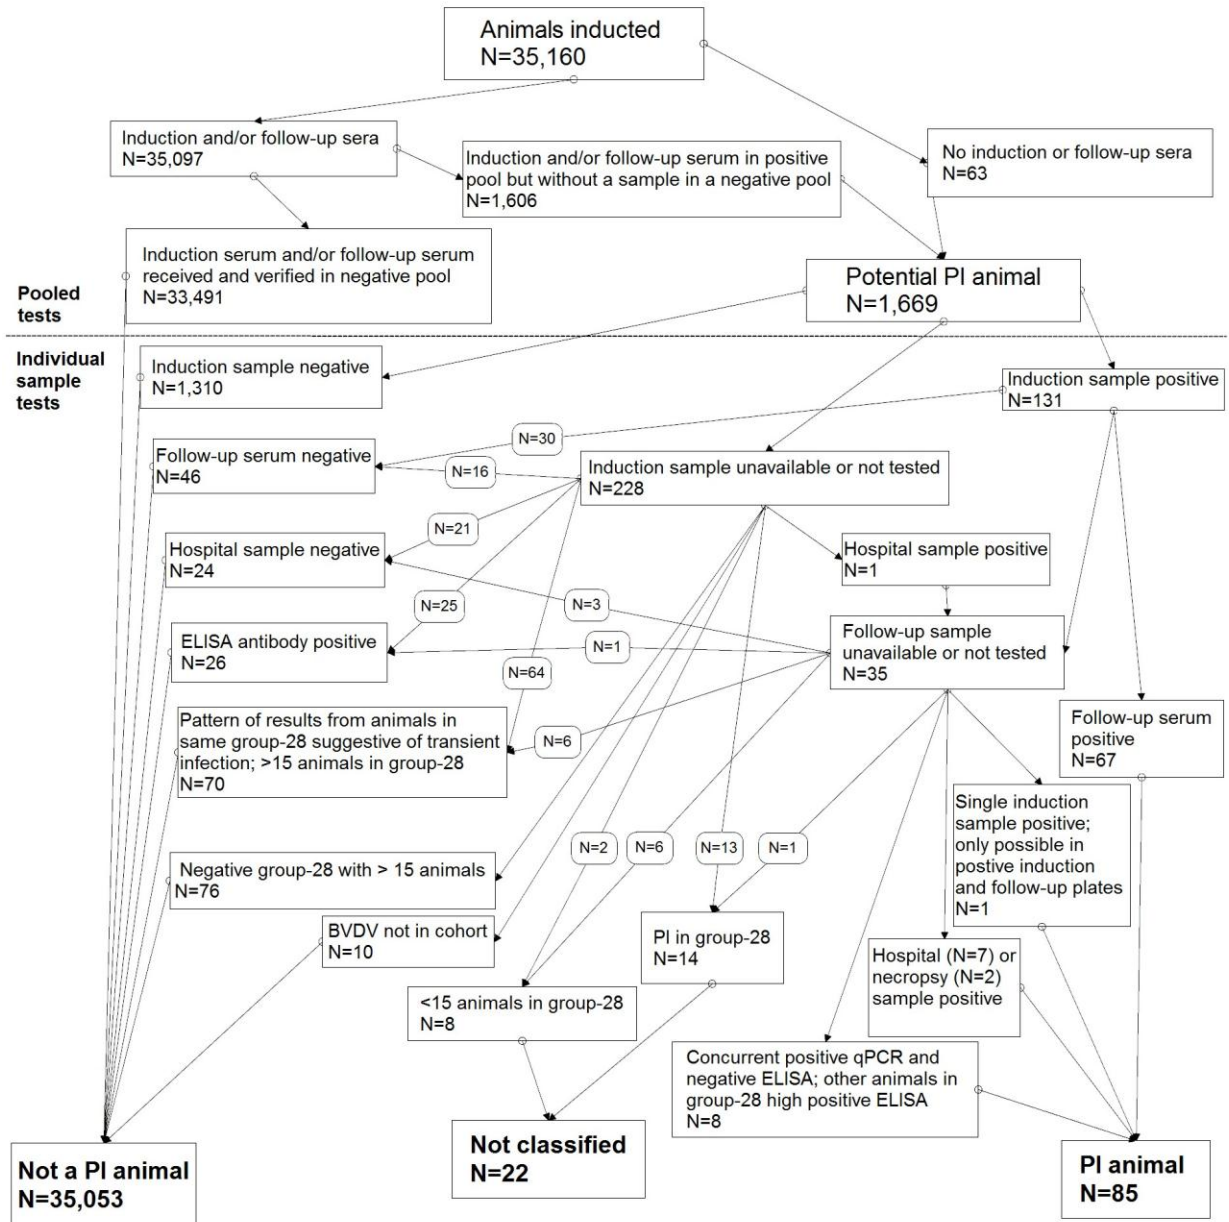 Animals inducted
N=35,160
Induction and/or follow-up sera
N=35,097
Induction and/or follow-up serum in positive
pool but without a sample in a negative pool
N=1,606
No induction or follow-up sera
N=63
Induction serum and/or follow-up serum
received and verified in negative pool
N=33,491
Potential PI animal
N=1,669
Pooled
tests
Individual
sample
tests
Induction sample negative
N=1,310
Induction sample positive
N=131
N=30
Follow-up serum negative
N=46
N=16
Induction sample unavailable or not tested
N=228
N=21
Hospital sample negative
N=24
Hospital sample positive
N=1
N=25
N=3
ELISA antibody positive
N=26
N=1
Follow-up sample
unavailable or not tested
N=35
N=64
Pattern of results from animals in
same group-28 suggestive of transient
infection; >15 animals in group-28
N=70
N=6
Follow-up serum
positive
N=67
Single induction
sample positive;
only possible in
postive induction
and follow-up plates
N=1
N=2
N=6
N=13
N=1
Negative group-28 with > 15 animals
N=76
BVDV not in cohort
N=10
PI in group-28
N=14
Hospital (N=7) or
necropsy (N=2)
sample positive
<15 animals in group-28
N=8
Concurrent positive qPCR and
negative ELISA; other animals in
group-28 high positive ELISA
N=8
Not a PI animal
N=35,053
Not classified
N=22
PI animal
N=85